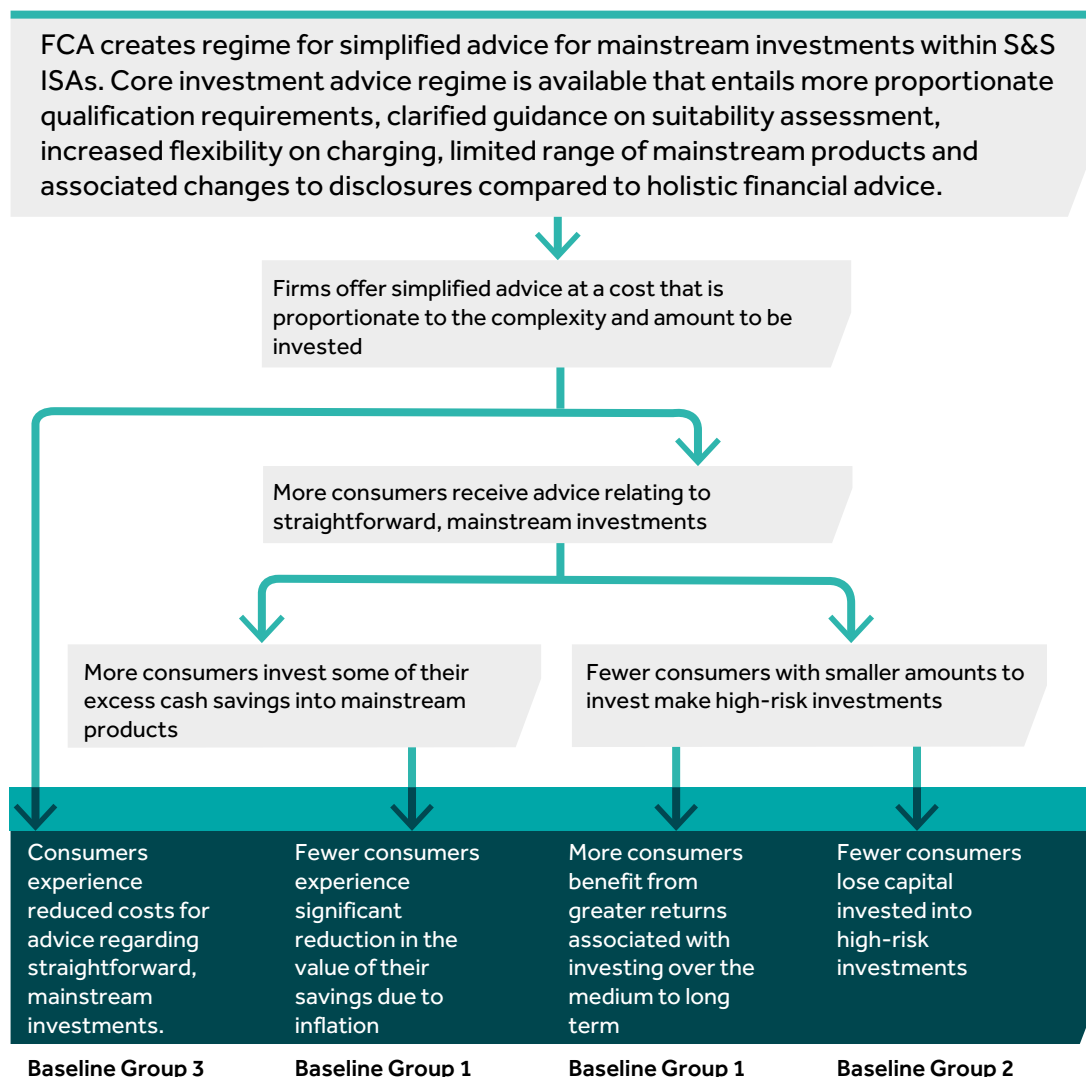 FCA creates regime for simplified advice for mainstream investments within S&S
ISAs. Core investment advice regime is available that entails more proportionate
qualification requirements, clarified guidance on suitability assessment,
increased flexibility on charging, limited range of mainstream products and
associated changes to disclosures compared to holistic financial advice.
Firms offer simplified advice at a cost that is
proportionate to the complexity and amount to be
invested
More consumers receive advice relating to
straightforward, mainstream investments
More consumers invest some of their
excess cash savings into mainstream
products
Fewer consumers with smaller amounts to
invest make high-risk investments
Consumers
experience
reduced costs for
advice regarding
straightforward,
mainstream
investments.
Fewer consumers
experience
significant
reduction in the
value of their
savings due to
inflation
More consumers
benefit from
greater returns
associated with
investing over the
medium to long
term
Fewer consumers
lose capital
invested into
high-risk
investments
Baseline Group 3
Baseline Group 1
Baseline Group 1
Baseline Group 2